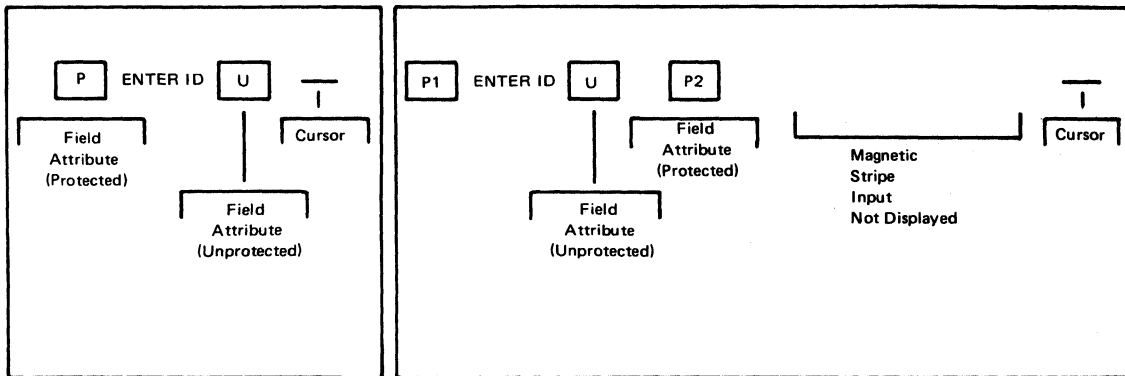 P ENTER ID U
Field
Attribute
(Protected)
Cursor
Field
Attribute
(Unprotected)
P1 ENTER ID U P2
Field
Attribute
(Protected)
Magnetic
Stripe
Input
Not Displayed
Cursor
Field
Attribute
(Unprotected)